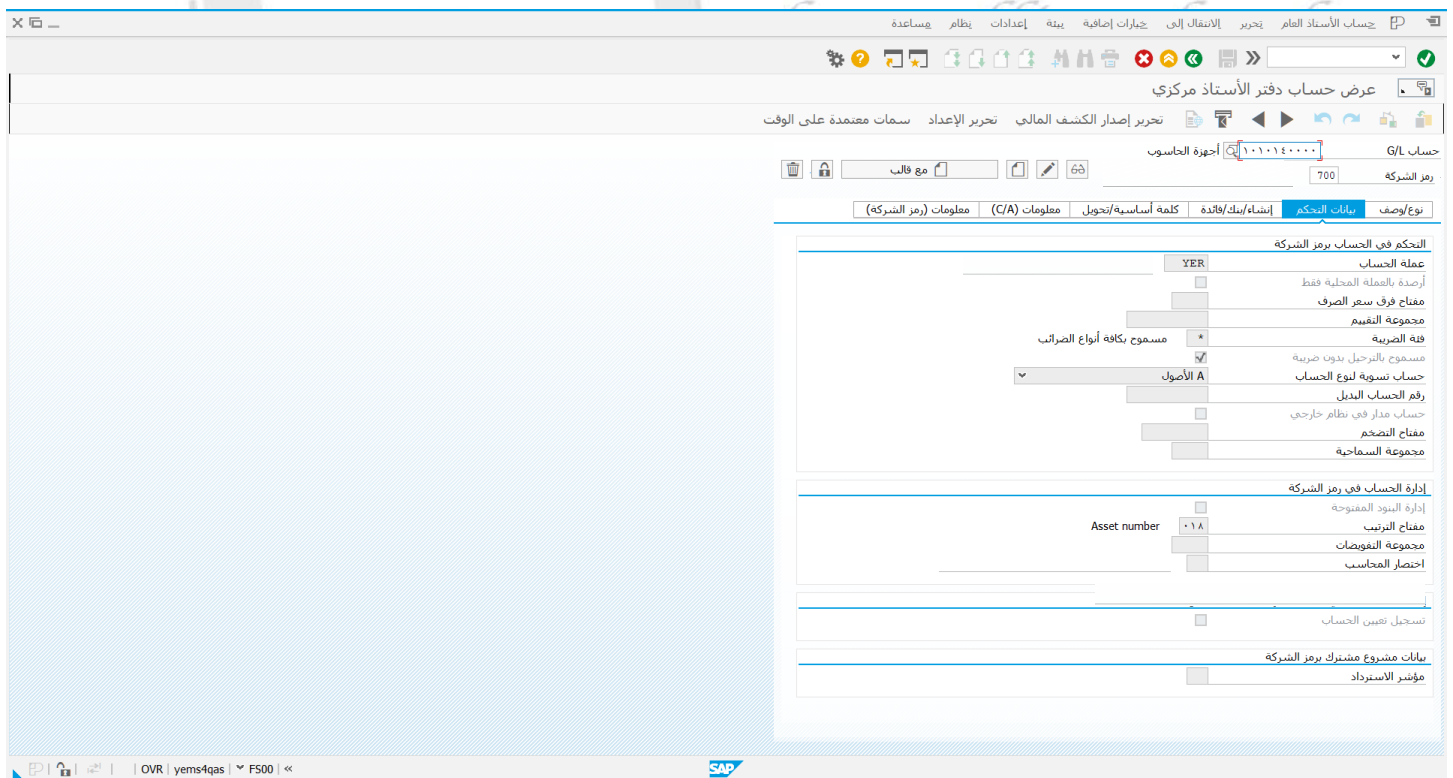 حساب الأستاذ العام تحرير الانتقال إلى خيارات إضافية بيئة إعدادات نظام مساعدة
عرض حساب دفتر الأستاذ مركزي
تحرير إصدار الكشف المالي تحرير الإعداد سمات معتمدة على الوقت
حساب G/L ١٠١٠١٤٠٠٠٠ أجهزة الحاسوب
رمز الشركة 700 مع قالب
نوع/وصف بيانات التحكم إنشاء/بنك/فائدة كلمة أساسية/تحويل معلومات (C/A) معلومات (رمز الشركة)
التحكم في الحساب برمز الشركة
عملة الحساب YER
أرصدة بالعملة المحلية فقط
مفتاح فرق سعر الصرف
مجموعة التقييم
فئة الضريبة * مسموح بكافة أنواع الضرائب
مسموح بالترحيل بدون ضريبة
حساب تسوية لنوع الحساب A الأصول
رقم الحساب البديل
حساب مدار في نظام خارجي
مفتاح التضخم
مجموعة السماحية
إدارة الحساب في رمز الشركة
إدارة البنود المفتوحة
مفتاح الترتيب ٠١٨ Asset number
مجموعة التفويضات
اختصار المحاسب
تسجيل تعيين الحساب
بيانات مشروع مشترك برمز الشركة
مؤشر الاسترداد
SAP
OVR yems4qas FS00